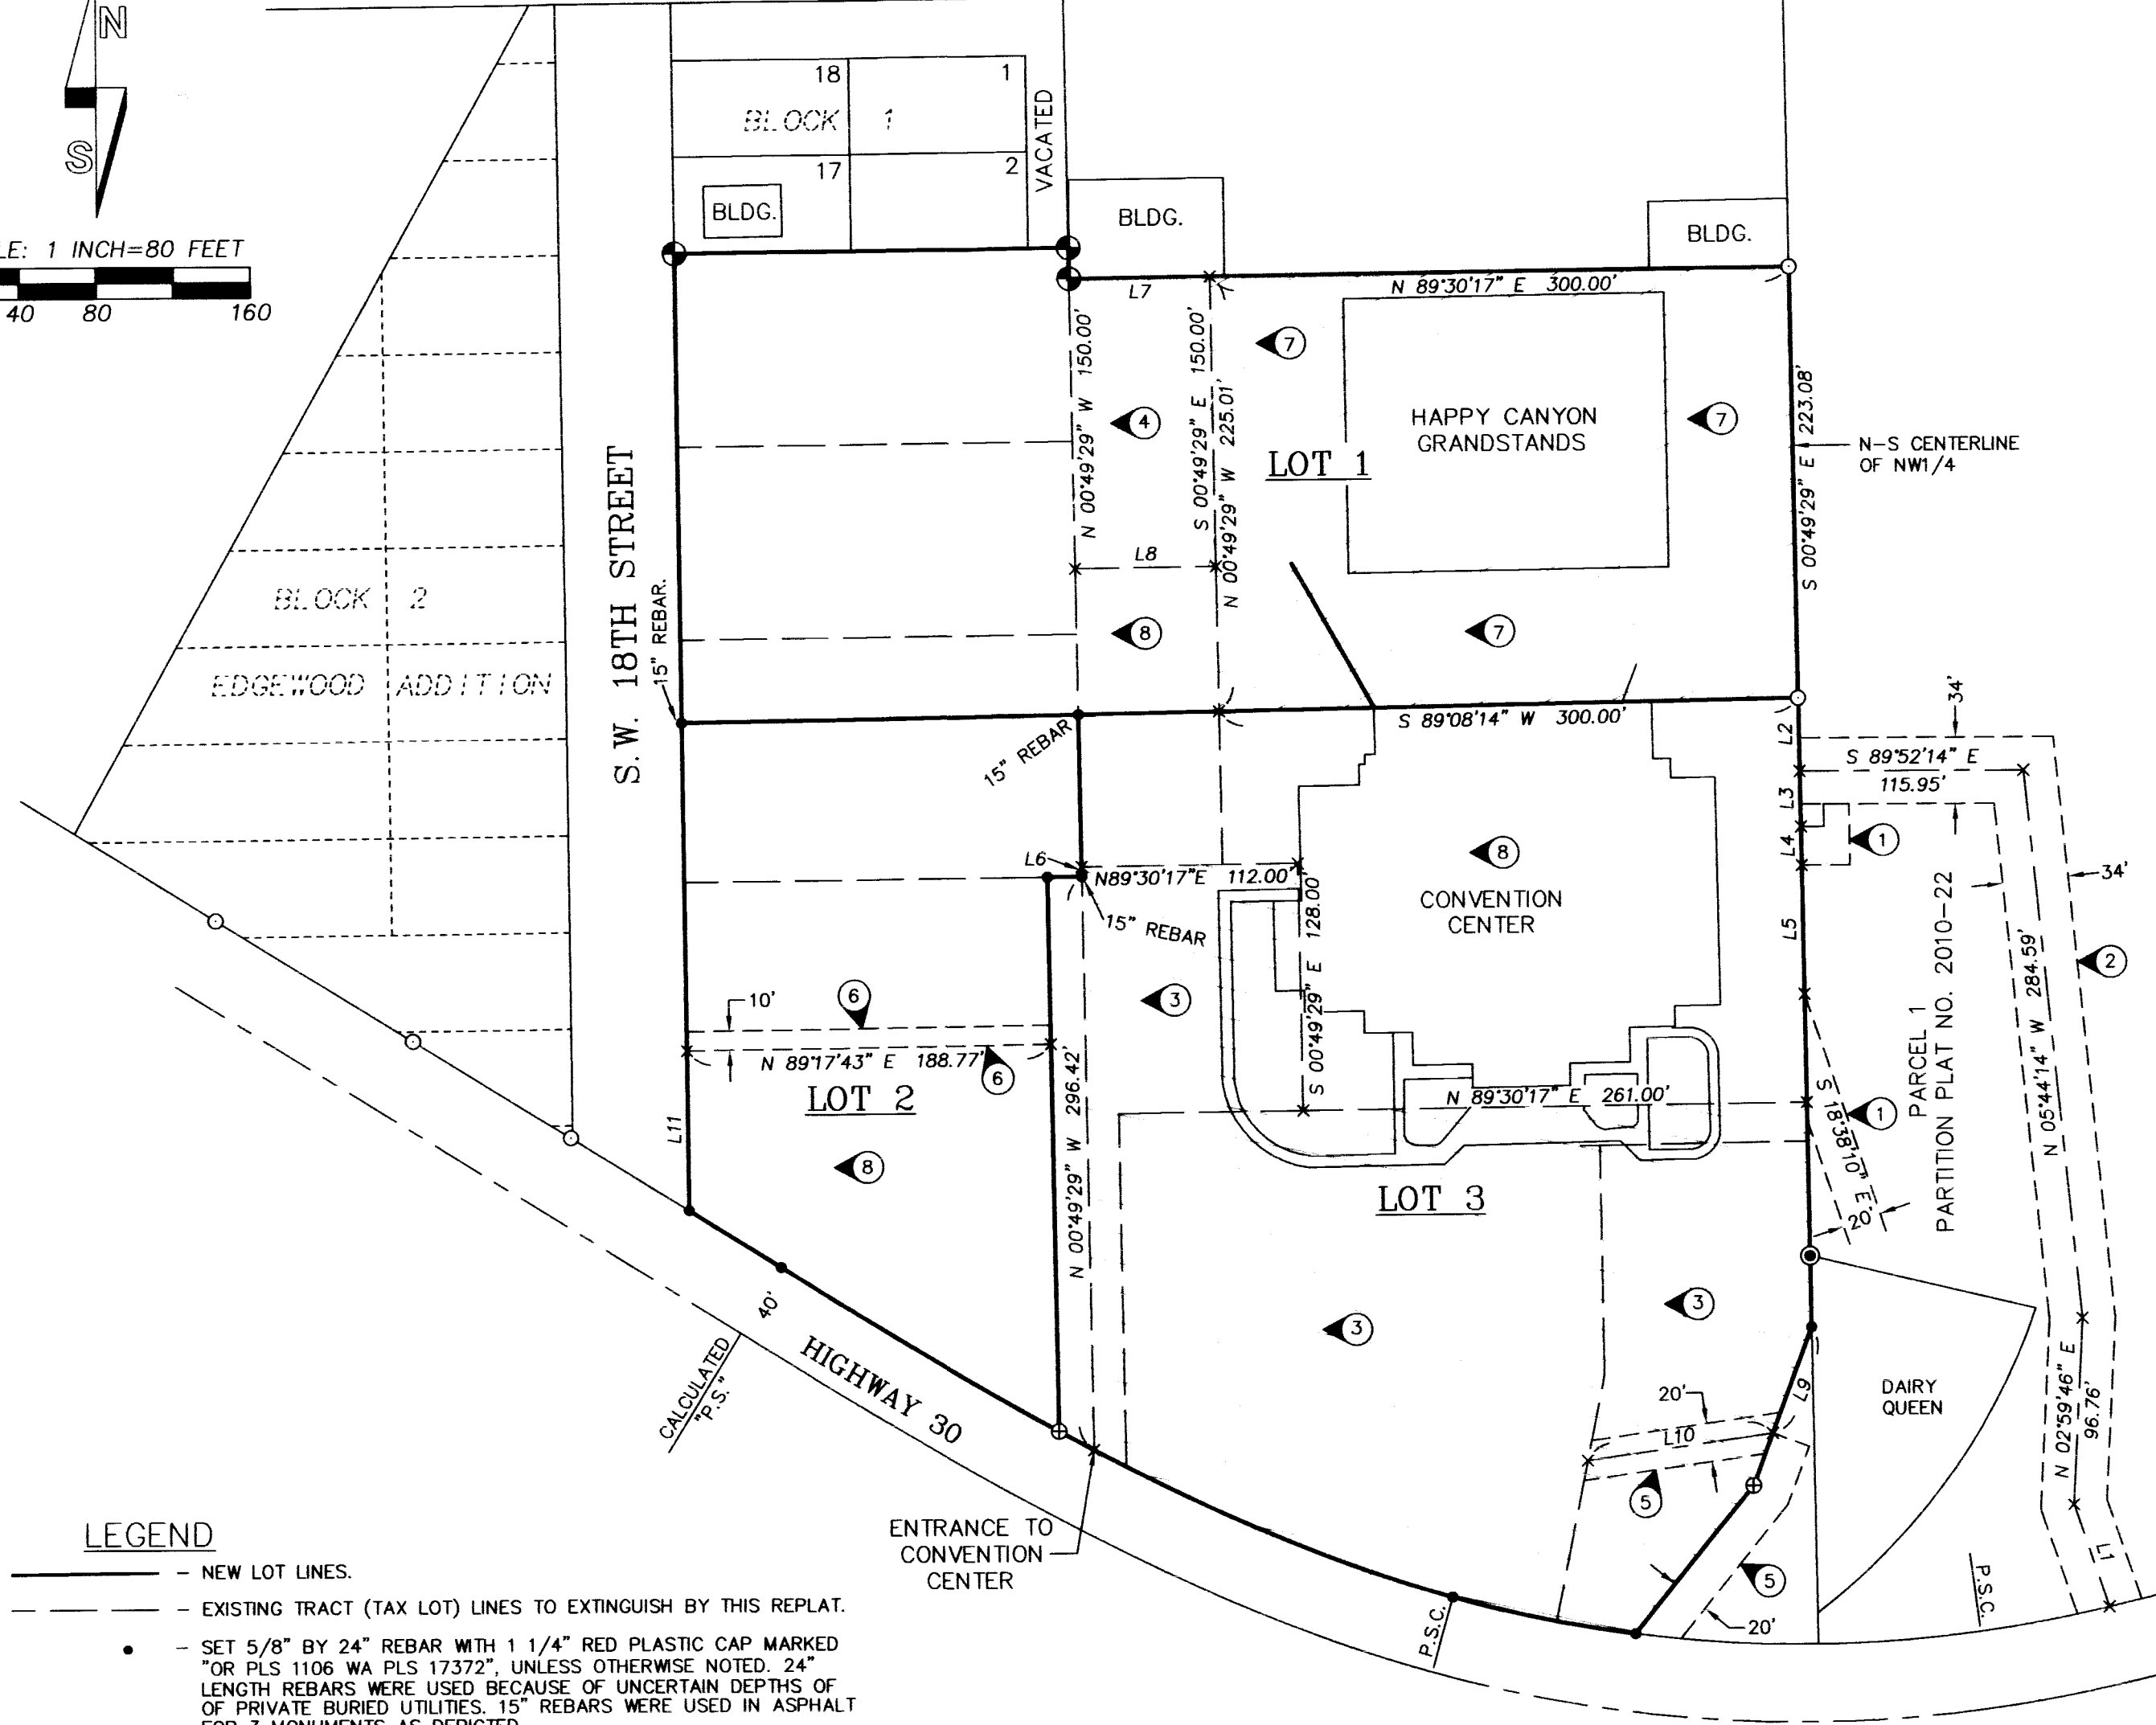 N
S
LE: 1 INCH=80 FEET
40 80 160
18
1
BLOCK 1
17
2
VACATED
BLDG.
BLDG.
BLDG.
L7
N 89°30'17" E 300.00'
N 00°49'29" W 150.00'
S 00°49'29" E 150.00'
N 00°49'29" W 225.01'
7
4
HAPPY CANYON
GRANDSTANDS
7
LOT 1
S 00°49'29" E 223.08'
N-S CENTERLINE
OF NW1/4
L8
8
7
S.W. 18TH STREET
15" REBAR.
BLOCK 2
EDGEWOOD ADDITION
15" REBAR
S 89°08'14" W 300.00'
L2
34'
S 89°52'14" E
115.95'
L3
L4
1
L6
N89°30'17"E 112.00'
15" REBAR
8
CONVENTION
CENTER
S 00°49'29" E 128.00'
L5
34'
2
PARCEL 1
PARTITION PLAT NO. 2010-22
N 05°44'14" W 284.59'
3
10'
6
N 89°17'43" E 188.77'
6
LOT 2
N 00°49'29" W 296.42'
N 89°30'17" E 261.00'
S 18°38'10" E
1
20'
L11
8
LOT 3
3
3
40'
CALCULATED
"P.S."
HIGHWAY 30
20'
L9
L10
DAIRY
QUEEN
N 02°59'46" E
96.76'
5
5
20'
L1
P.S.C.
P.S.C.
ENTRANCE TO
CONVENTION
CENTER
LEGEND
- NEW LOT LINES.
- EXISTING TRACT (TAX LOT) LINES TO EXTINGUISH BY THIS REPLAT.
- SET 5/8" BY 24" REBAR WITH 1 1/4" RED PLASTIC CAP MARKED
"OR PLS 1106 WA PLS 17372", UNLESS OTHERWISE NOTED. 24"
LENGTH REBARS WERE USED BECAUSE OF UNCERTAIN DEPTHS OF
OF PRIVATE BURIED UTILITIES. 15" REBARS WERE USED IN ASPHALT
FOR 3 MONUMENTS AS DEPICTED